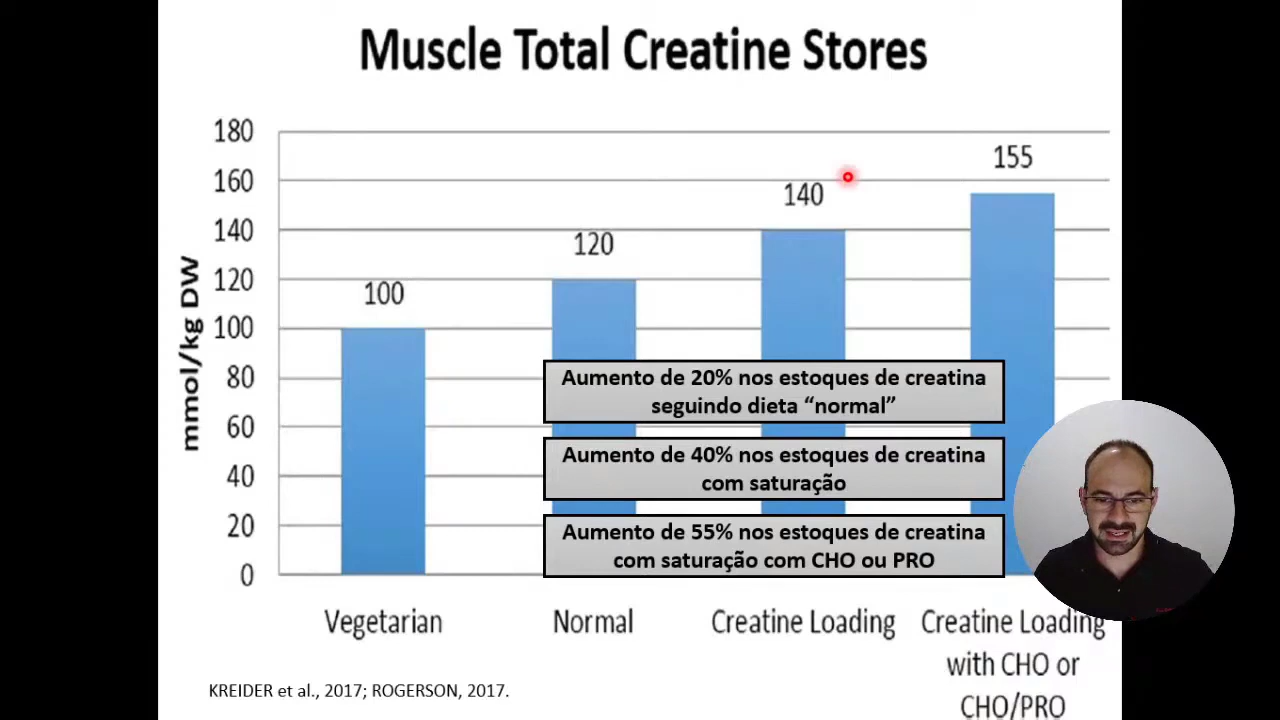 Muscle Total Creatine Stores
mmol/kg DW
180
160
140
120
100
80
60
40
20
0
100
120
140
155
Aumento de 20% nos estoques de creatina
seguindo dieta “normal”
Aumento de 40% nos estoques de creatina
com saturação
Aumento de 55% nos estoques de creatina
com saturação com CHO ou PRO
Vegetarian
Normal
Creatine Loading
Creatine Loading
with CHO or
CHO/PRO
KREIDER et al., 2017; ROGERSON, 2017.